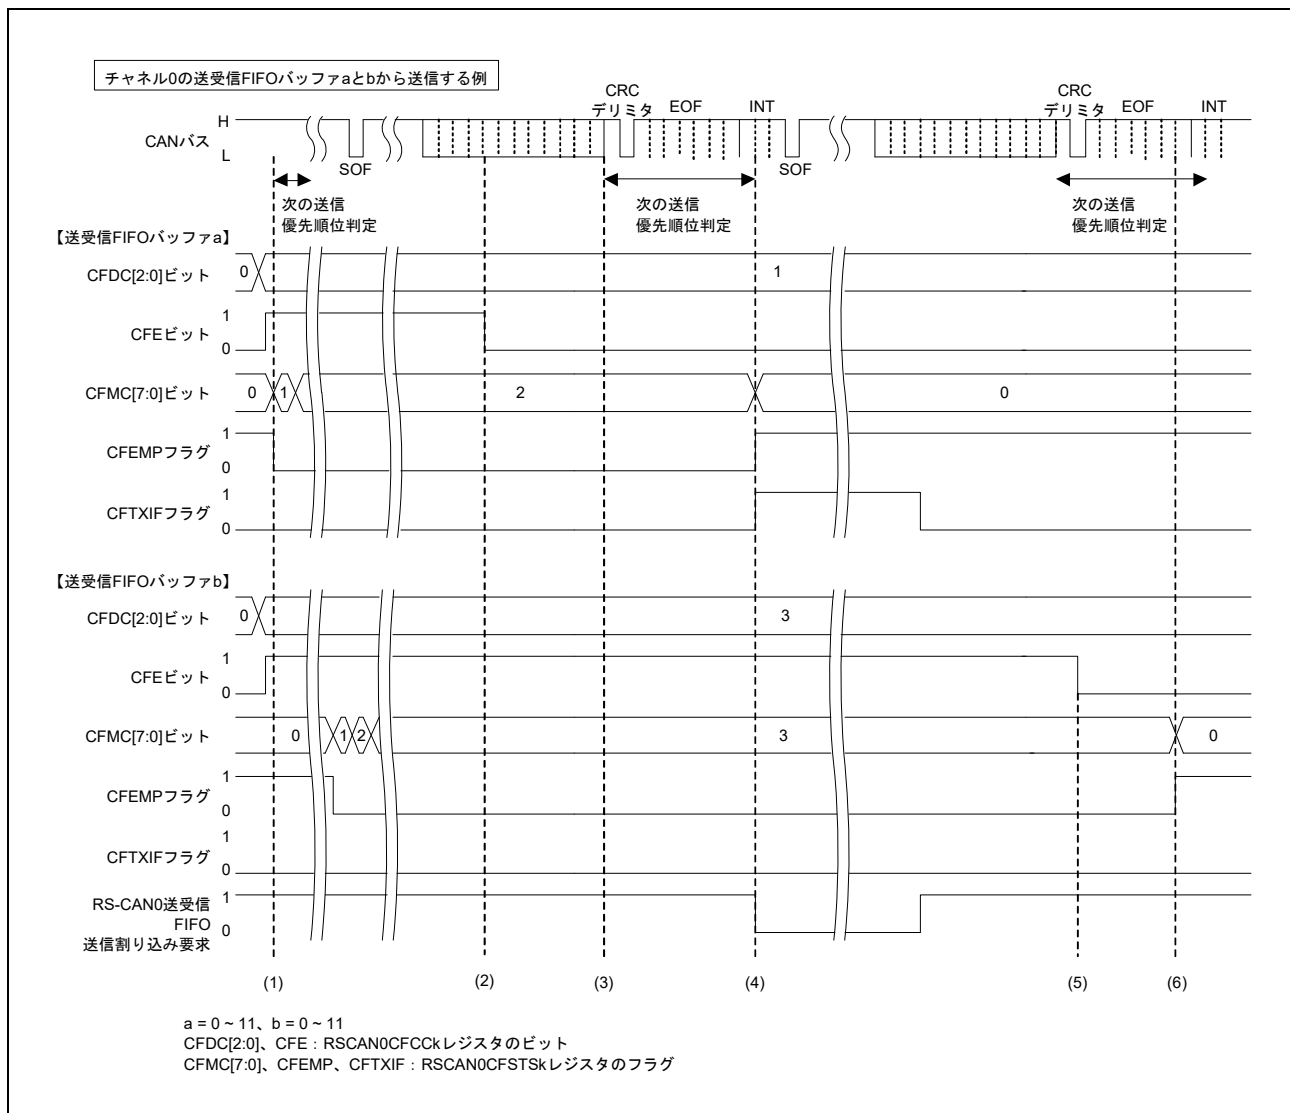 チャネル0の送受信FIFOバッファaとbから送信する例
CRC
デリミタ
EOF
INT
CRC
デリミタ
EOF
INT
H
CANバス
L
SOF
SOF
次の送信
優先順位判定
次の送信
優先順位判定
次の送信
優先順位判定
【送受信FIFOバッファa】
CFDC[2:0]ビット
0
1
1
CFEビット
0
CFMC[7:0]ビット
0
1
2
0
1
CFEMPフラグ
0
1
CFTXIFフラグ
0
【送受信FIFOバッファb】
CFDC[2:0]ビット
0
3
1
CFEビット
0
CFMC[7:0]ビット
0
1
2
3
0
1
CFEMPフラグ
0
1
CFTXIFフラグ
0
RS-CAN0送受信
FIFO
送信割り込み要求
1
0
(1)
(2)
(3)
(4)
(5)
(6)
a = 0 ~ 11、b = 0 ~ 11
CFDC[2:0]、CFE : RSCAN0CFCCkレジスタのビット
CFMC[7:0]、CFEMP、CFTXIF : RSCAN0CFSTSkレジスタのフラグ